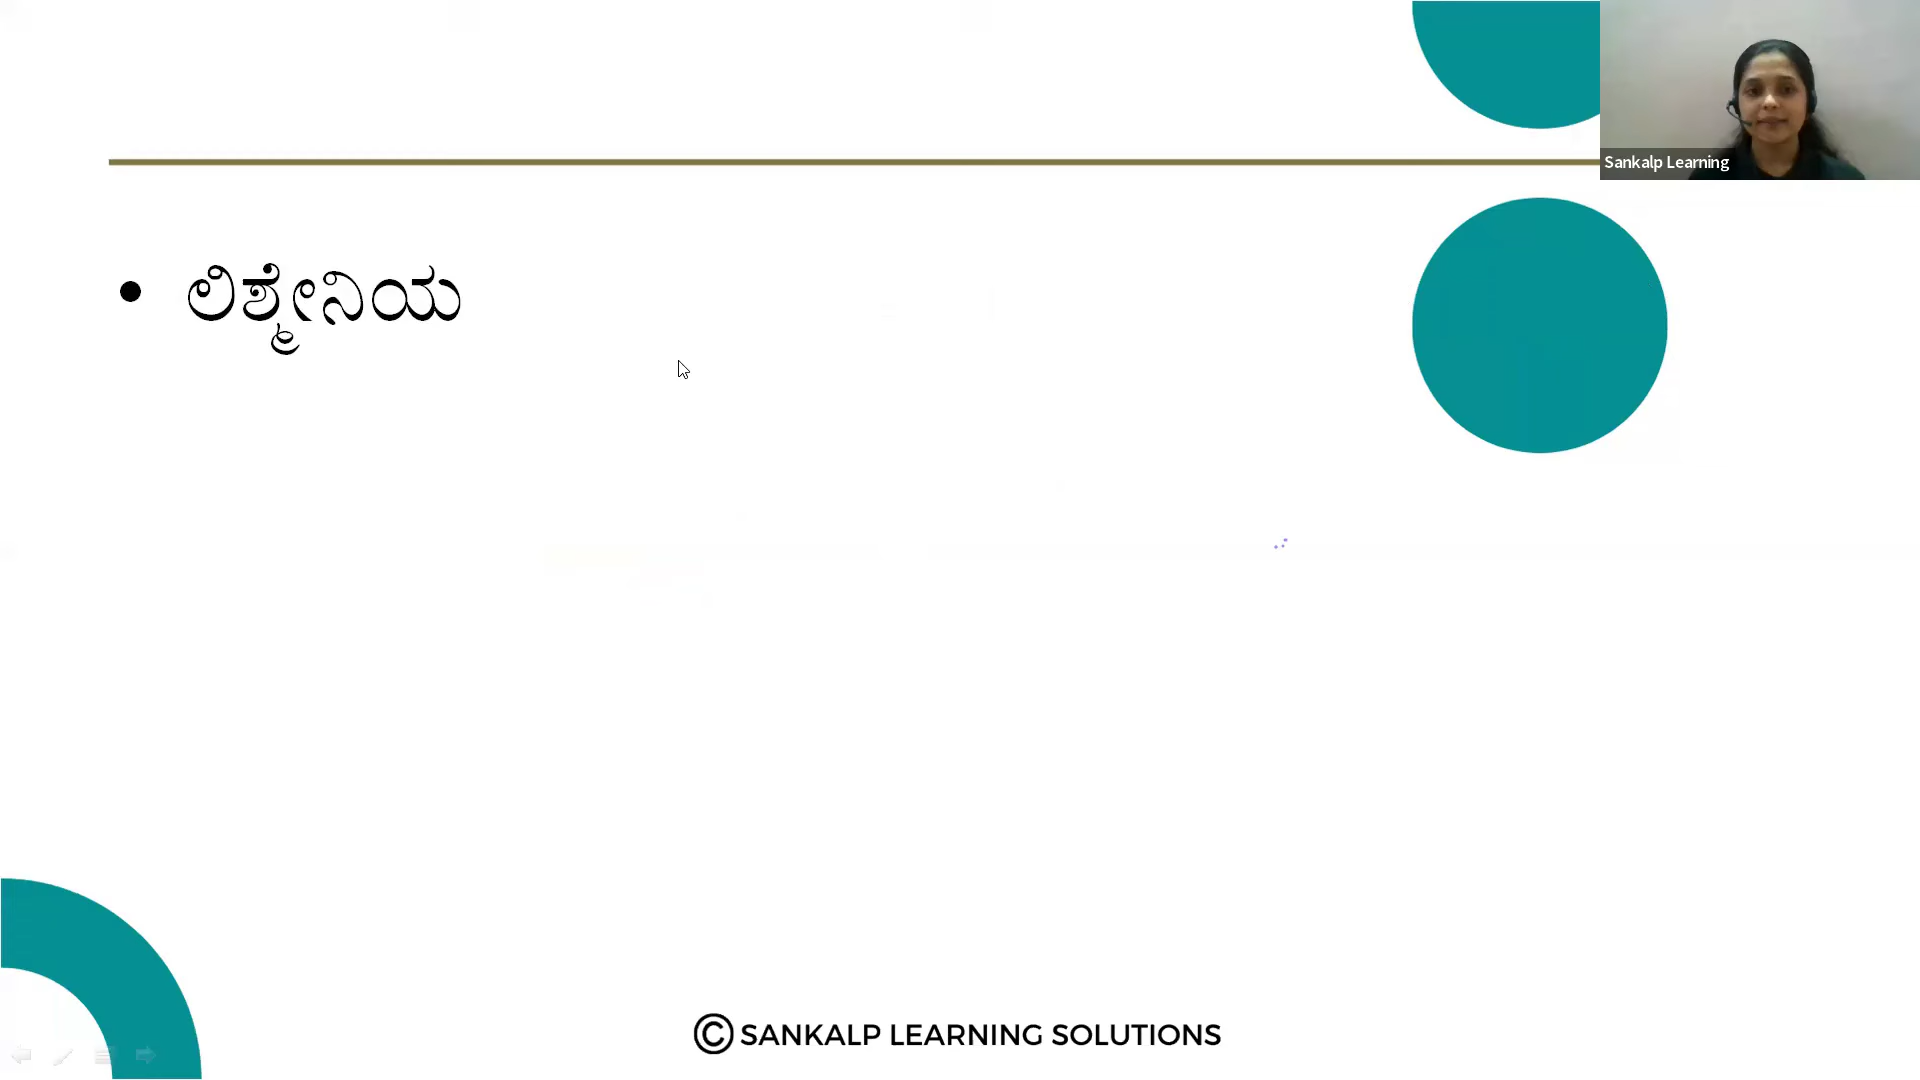 Sankalp Learning
• ಲಿಶ್ಮೇನಿಯ
© SANKALP LEARNING SOLUTIONS